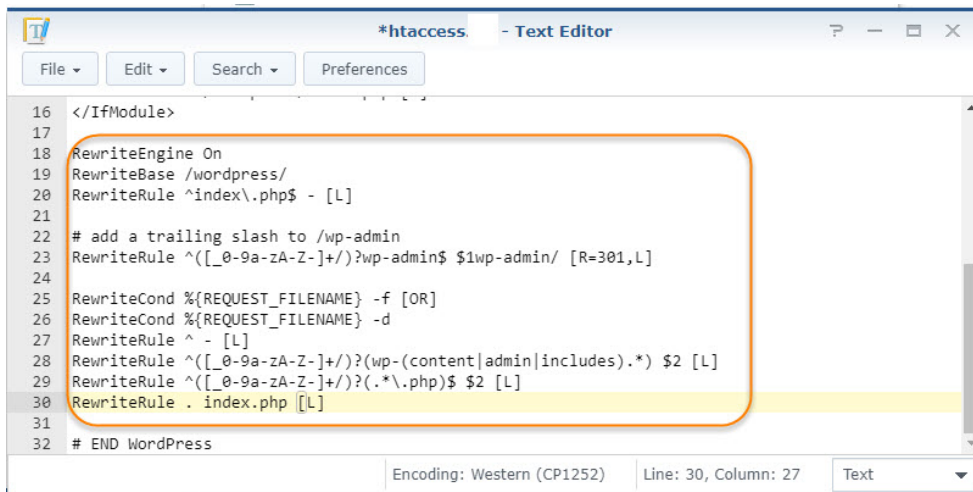 *htaccess. - Text Editor
File Edit Search Preferences
16 </IfModule>
17
18 RewriteEngine On
19 RewriteBase /wordpress/
20 RewriteRule ^index\.php$ - [L]
21
22 # add a trailing slash to /wp-admin
23 RewriteRule ^([_0-9a-zA-Z-]+/)?wp-admin$ $1wp-admin/ [R=301,L]
24
25 RewriteCond %{REQUEST_FILENAME} -f [OR]
26 RewriteCond %{REQUEST_FILENAME} -d
27 RewriteRule ^ - [L]
28 RewriteRule ^([_0-9a-zA-Z-]+/)?(wp-(content|admin|includes).*) $2 [L]
29 RewriteRule ^([_0-9a-zA-Z-]+/)?(.*\.php)$ $2 [L]
30 RewriteRule . index.php [L]
31
32 # END WordPress
Encoding: Western (CP1252) Line: 30, Column: 27 Text